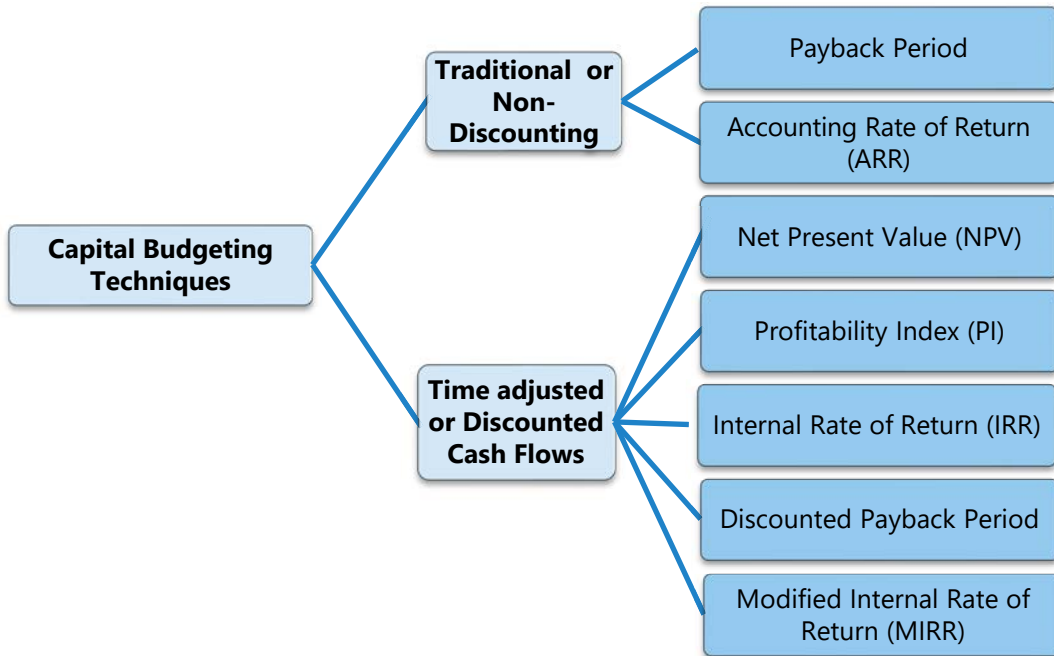 Capital Budgeting
Techniques
Traditional or
Non-
Discounting
Payback Period
Accounting Rate of Return
(ARR)
Time adjusted
or Discounted
Cash Flows
Net Present Value (NPV)
Profitability Index (PI)
Internal Rate of Return (IRR)
Discounted Payback Period
Modified Internal Rate of
Return (MIRR)